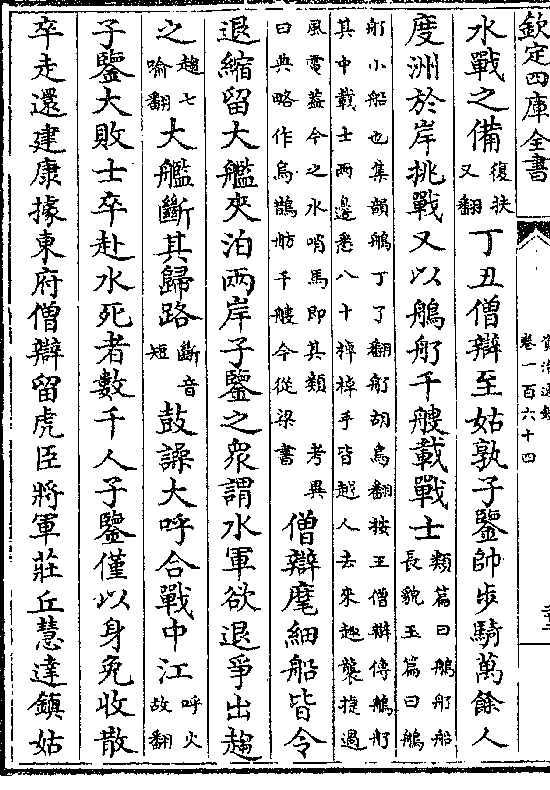 欽定四庫全書
資治通鑑
卷一百六十四
水戰之備復扶又翻丁丑僧辯至姑孰子鑒帥步騎萬餘人
度洲於岸挑戰又以鵃舠千艘載戰士類篇曰鵃舠船長貌玉篇曰鵃
舠小船也集韻鵃丁了翻舠胡鳥翻按王僧辯傳鵃舠
其中載士兩邊悉八十棹棹手皆越人去來趣襲捷過
風電蓋今之水哨馬即其類 考異
曰典略作烏鵲舫千艘今從梁書僧辯麾細船皆令
退縮留大艦夾泊兩岸子鑒之衆謂水軍欲退爭出趨
之趨七喻翻大艦斷其歸路斷音短鼓譟大呼合戰中江呼火故翻
子鑒大敗士卒赴水死者數千人子鑒僅以身免收散
卒走還建康據東府僧辯留虎臣將軍莊丘慧達鎮姑